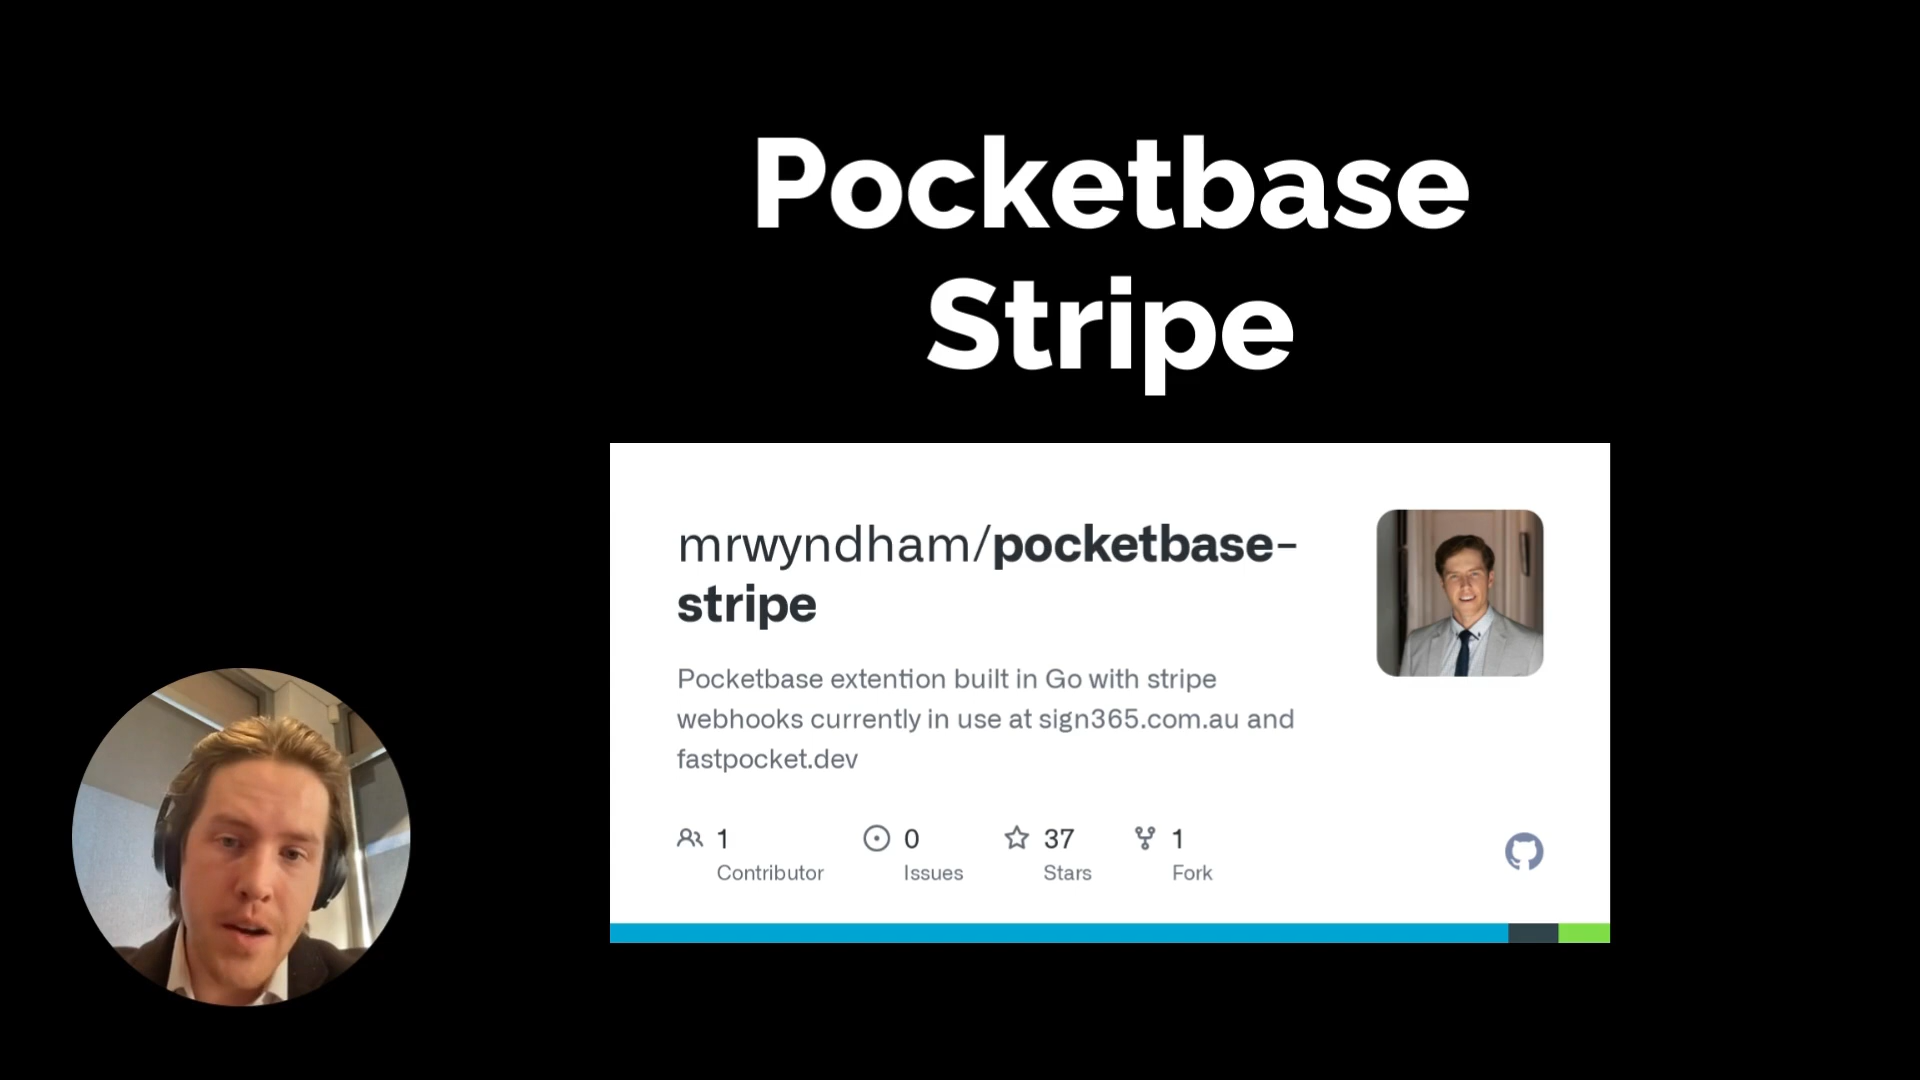 Pocketbase
Stripe
mrwyndham/pocketbase-
stripe
Pocketbase extention built in Go with stripe
webhooks currently in use at sign365.com.au and
fastpocket.dev
1
Contributor
0
Issues
37
Stars
1
Fork